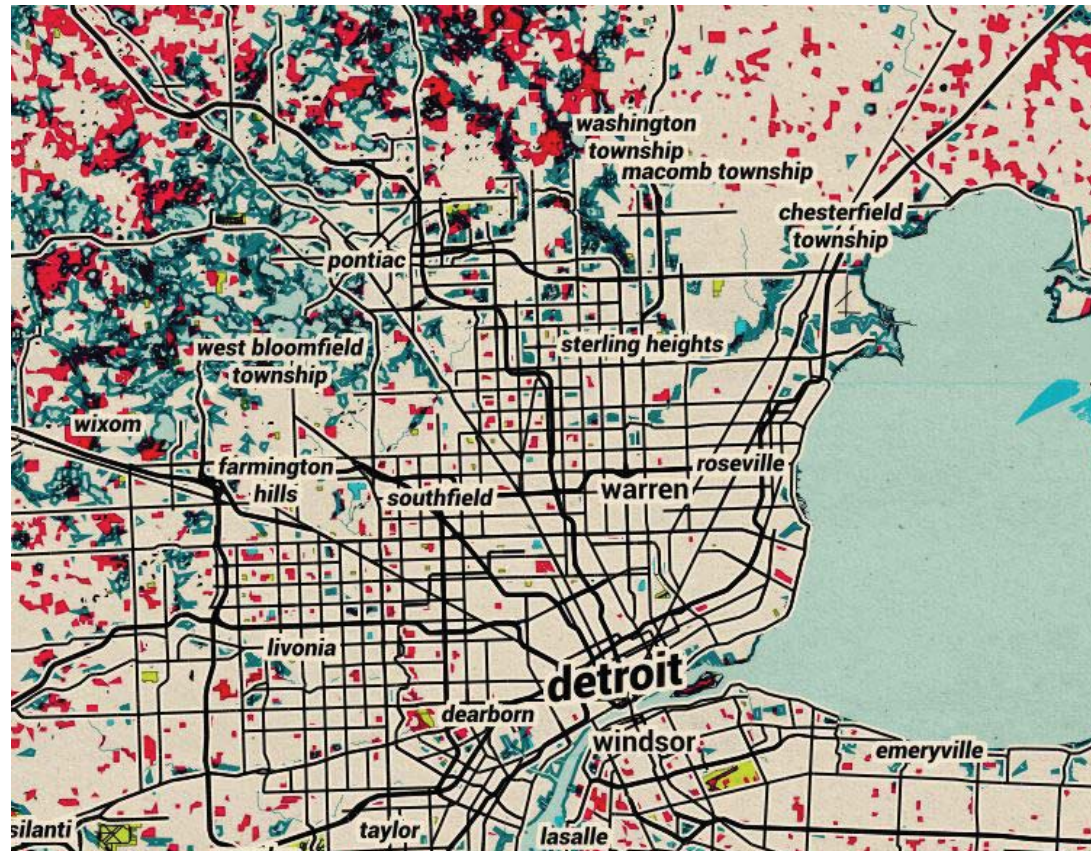 washington
township
macomb township
chesterfield
township
pontiac
west bloomfield
township
sterling heights
wixom
farmington
hills
southfield
roseville
warren
livonia
detroit
dearborn
windsor
emeryville
silanti
taylor
lasalle